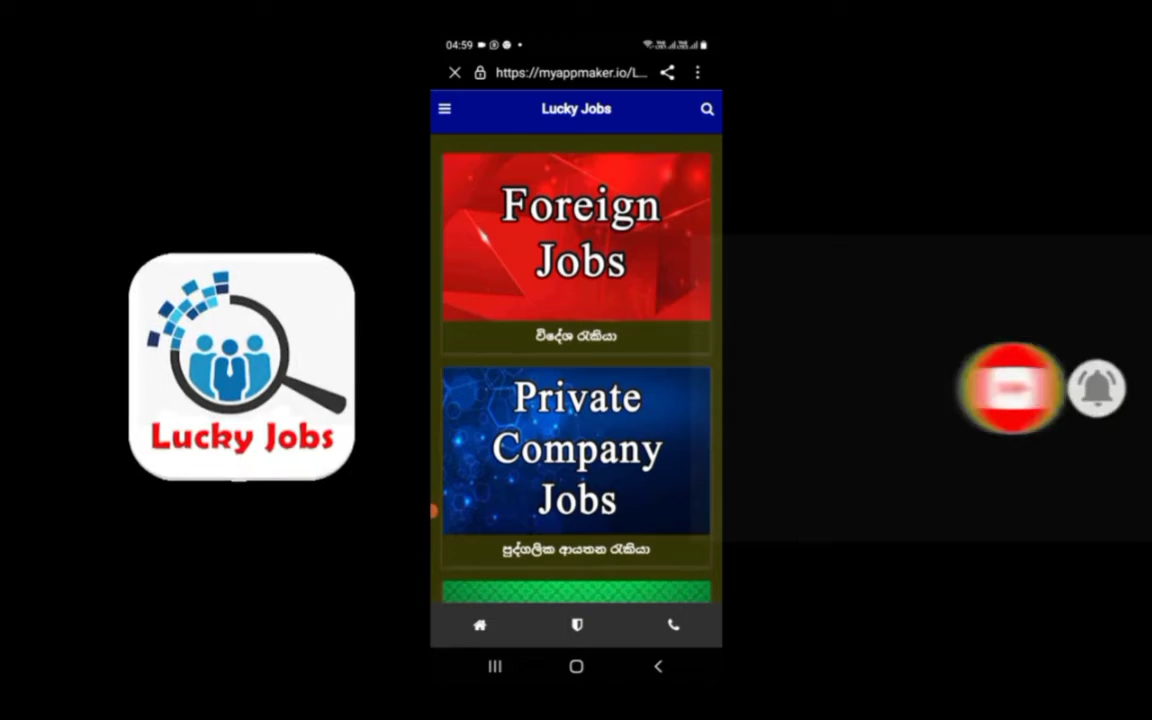 04:59
https://myappmaker.io/L...
Lucky Jobs
Foreign
Jobs
විදේශ රැකියා
Private
Company
Jobs
පුද්ගලික ආයතන රැකියා
Lucky Jobs